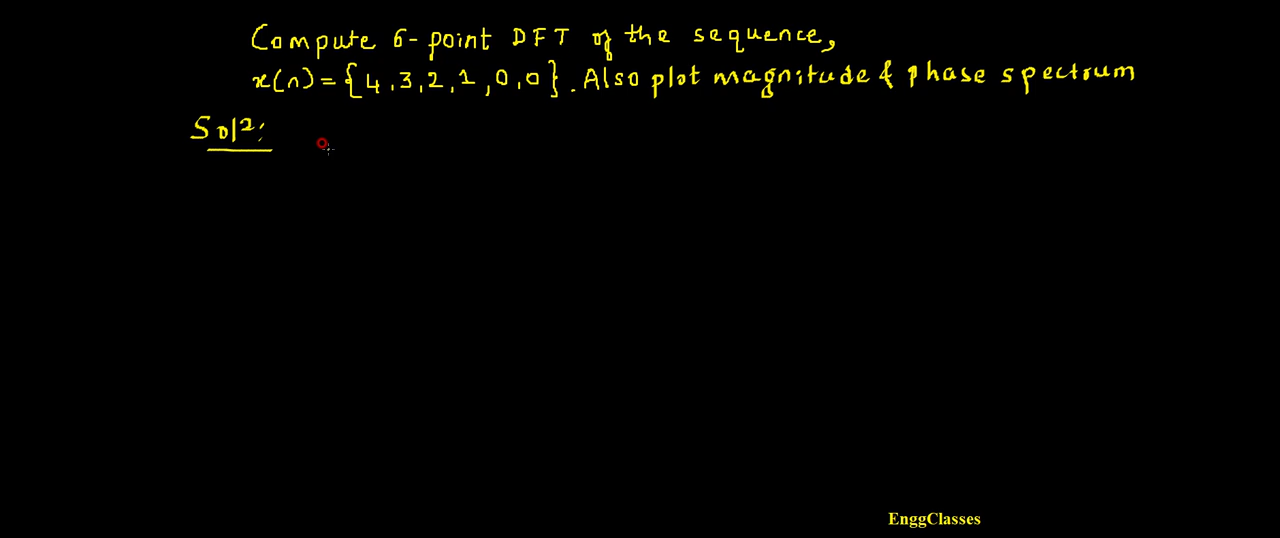 Compute 6-point DFT of the sequence,
x(n) = {4,3,2,1,0,0}. Also plot magnitude & phase spectrum
Solⁿ:
EnggClasses